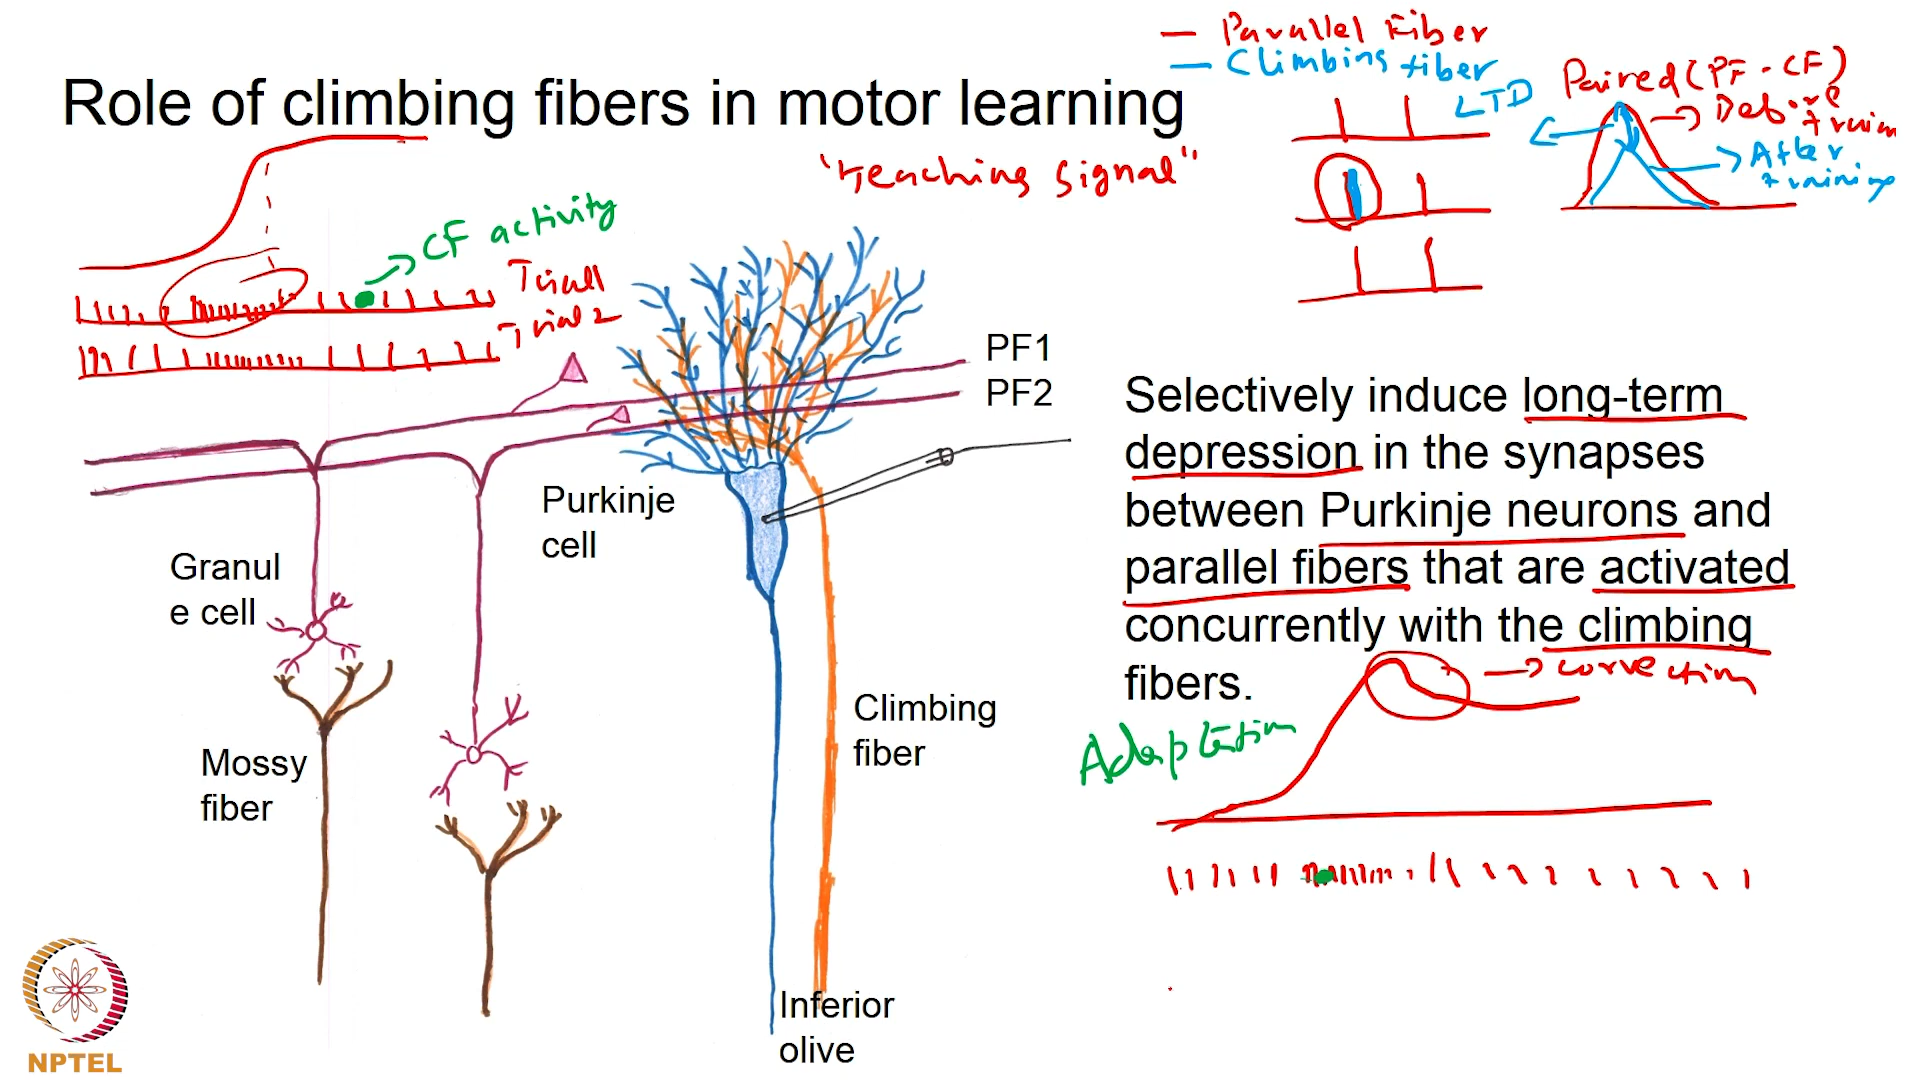 Role of climbing fibers in motor learning
Parallel Fiber
Climbing fiber
LTD
Paired (PF - CF)
Before
After
training
"Teaching Signal"
CF activity
Trial 1
Trial 2
PF1
PF2
Purkinje
cell
Granul
e cell
Mossy
fiber
Climbing
fiber
Inferior
olive
Selectively induce long-term
depression in the synapses
between Purkinje neurons and
parallel fibers that are activated
concurrently with the climbing
fibers.
correction
Adaptation
NPTEL